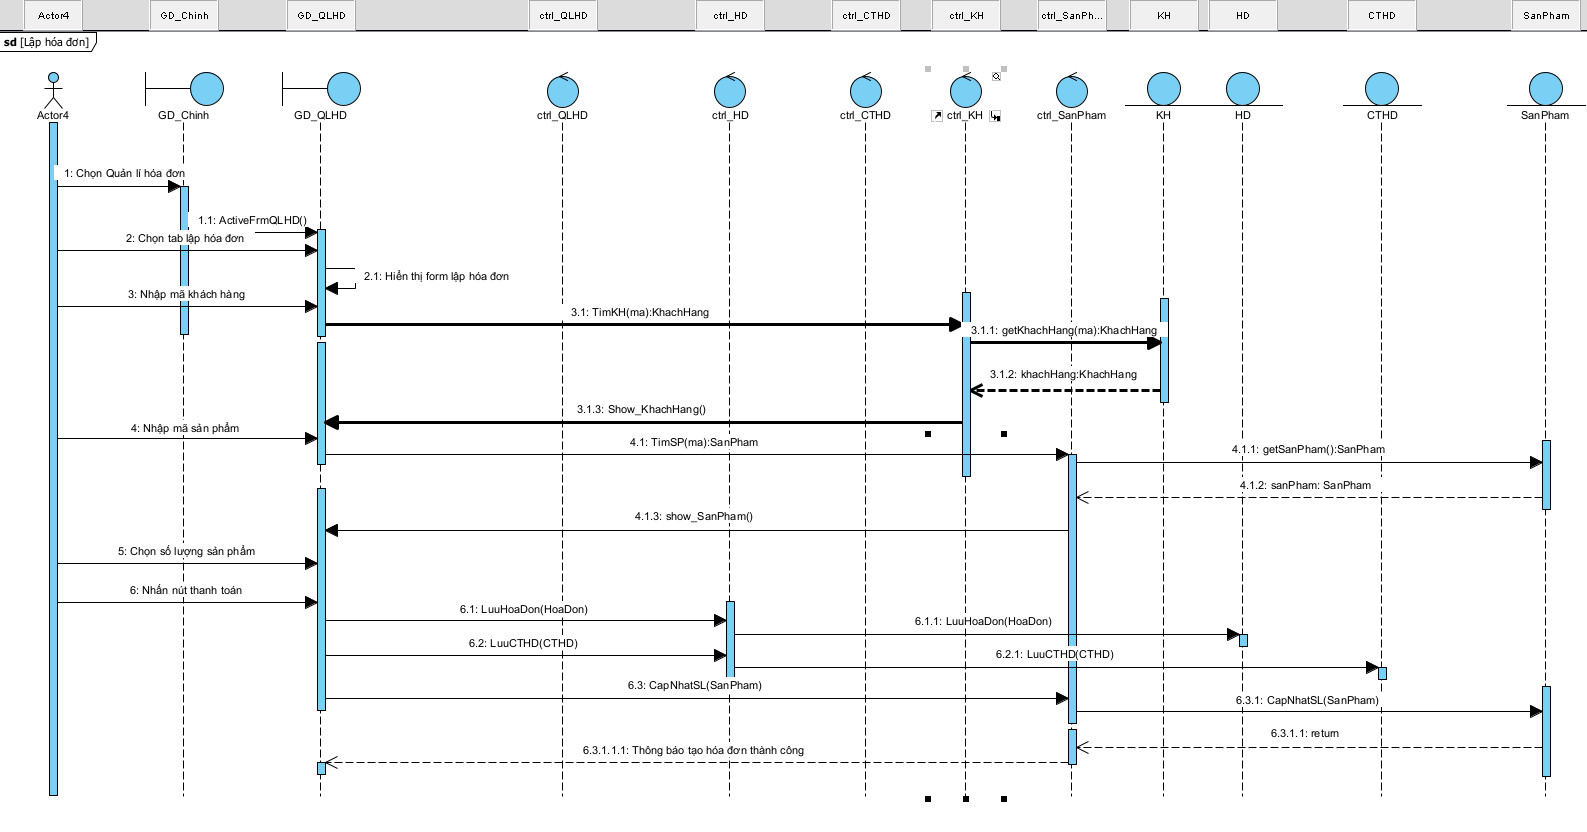 Actor4
GD_Chinh
GD_QLHD
ctrl_QLHD
ctrl_HD
ctrl_CTHD
ctrl_KH
ctrl_SanPh...
KH
HD
CTHD
SanPham
sd [Lập hóa đơn]
Actor4
GD_Chinh
GD_QLHD
ctrl_QLHD
ctrl_HD
ctrl_CTHD
ctrl_KH
ctrl_SanPham
KH
HD
CTHD
SanPham
1: Chọn Quản lí hóa đơn
1.1: ActiveFrmQLHD()
2: Chọn tab lập hóa đơn
2.1: Hiển thị form lập hóa đơn
3: Nhập mã khách hàng
3.1: TimKH(ma):KhachHang
3.1.1: getKhachHang(ma):KhachHang
3.1.2: khachHang:KhachHang
3.1.3: Show_KhachHang()
4: Nhập mã sản phẩm
4.1: TimSP(ma):SanPham
4.1.1: getSanPham():SanPham
4.1.2: sanPham: SanPham
4.1.3: show_SanPham()
5: Chọn số lượng sản phẩm
6: Nhấn nút thanh toán
6.1: LuuHoaDon(HoaDon)
6.1.1: LuuHoaDon(HoaDon)
6.2: LuuCTHD(CTHD)
6.2.1: LuuCTHD(CTHD)
6.3: CapNhatSL(SanPham)
6.3.1: CapNhatSL(SanPham)
6.3.1.1: return
6.3.1.1.1: Thông báo tạo hóa đơn thành công